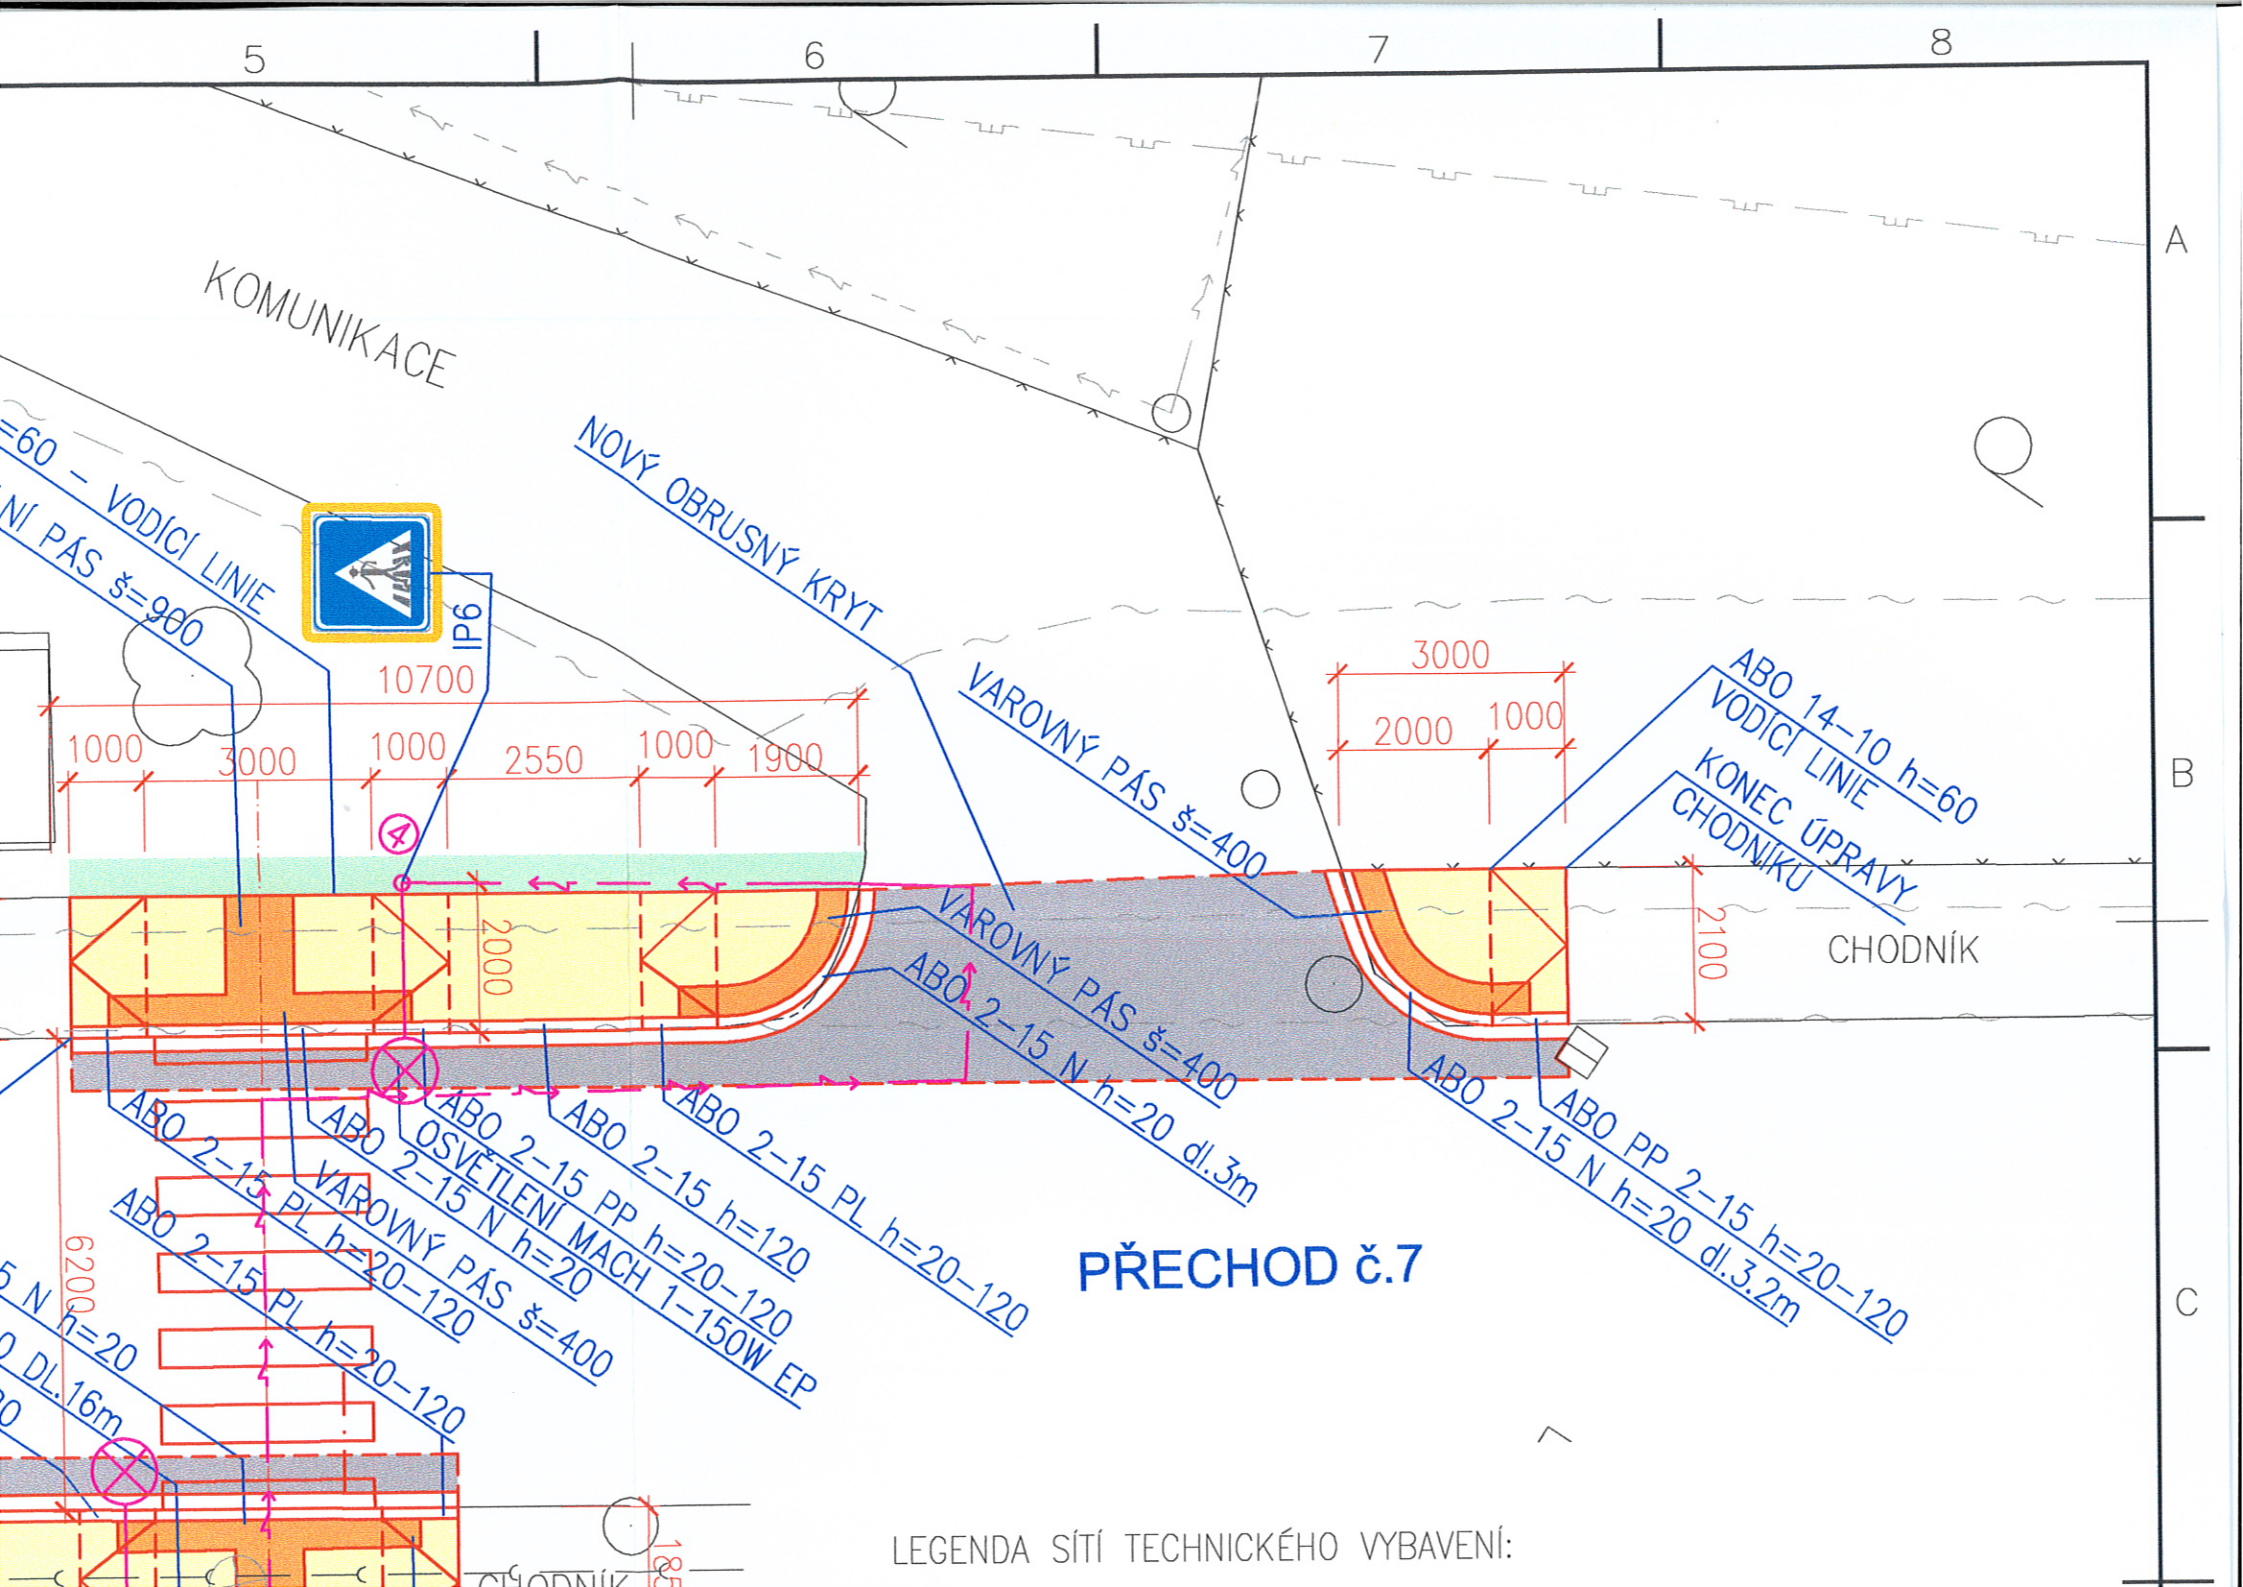 5
6
7
8
A
KOMUNIKACE
=60 – VODÍCÍ LINIE
NÍ PÁS š=900
IP6
NOVÝ OBRUSNÝ KRYT
VAROVNÝ PÁS š=400
10700
1000
3000
1000
2550
1000
1900
3000
2000
1000
ABO 14–10 h=60
VODÍCÍ LINIE
KONEC ÚPRAVY
CHODNÍKU
B
4
2000
2100
CHODNÍK
VAROVNÝ PÁS š=400
ABO 2–15 N h=20 dl.3m
ABO 2–15 PL h=20–120
ABO 2–15 h=120
ABO 2–15 PP h=20–120
OSVĚTLENÍ MACH 1–150W EP
ABO 2–15 N h=20
VAROVNÝ PÁS š=400
ABO 2–15 PL h=20–120
ABO 2–15 PL h=20–120
ABO 2–15 N h=20 dl.3.2m
ABO PP 2–15 h=20–120
PŘECHOD č.7
C
6200
5 N h=20
0 DL.16m
LEGENDA SÍTÍ TECHNICKÉHO VYBAVENÍ:
185
CHODNÍK